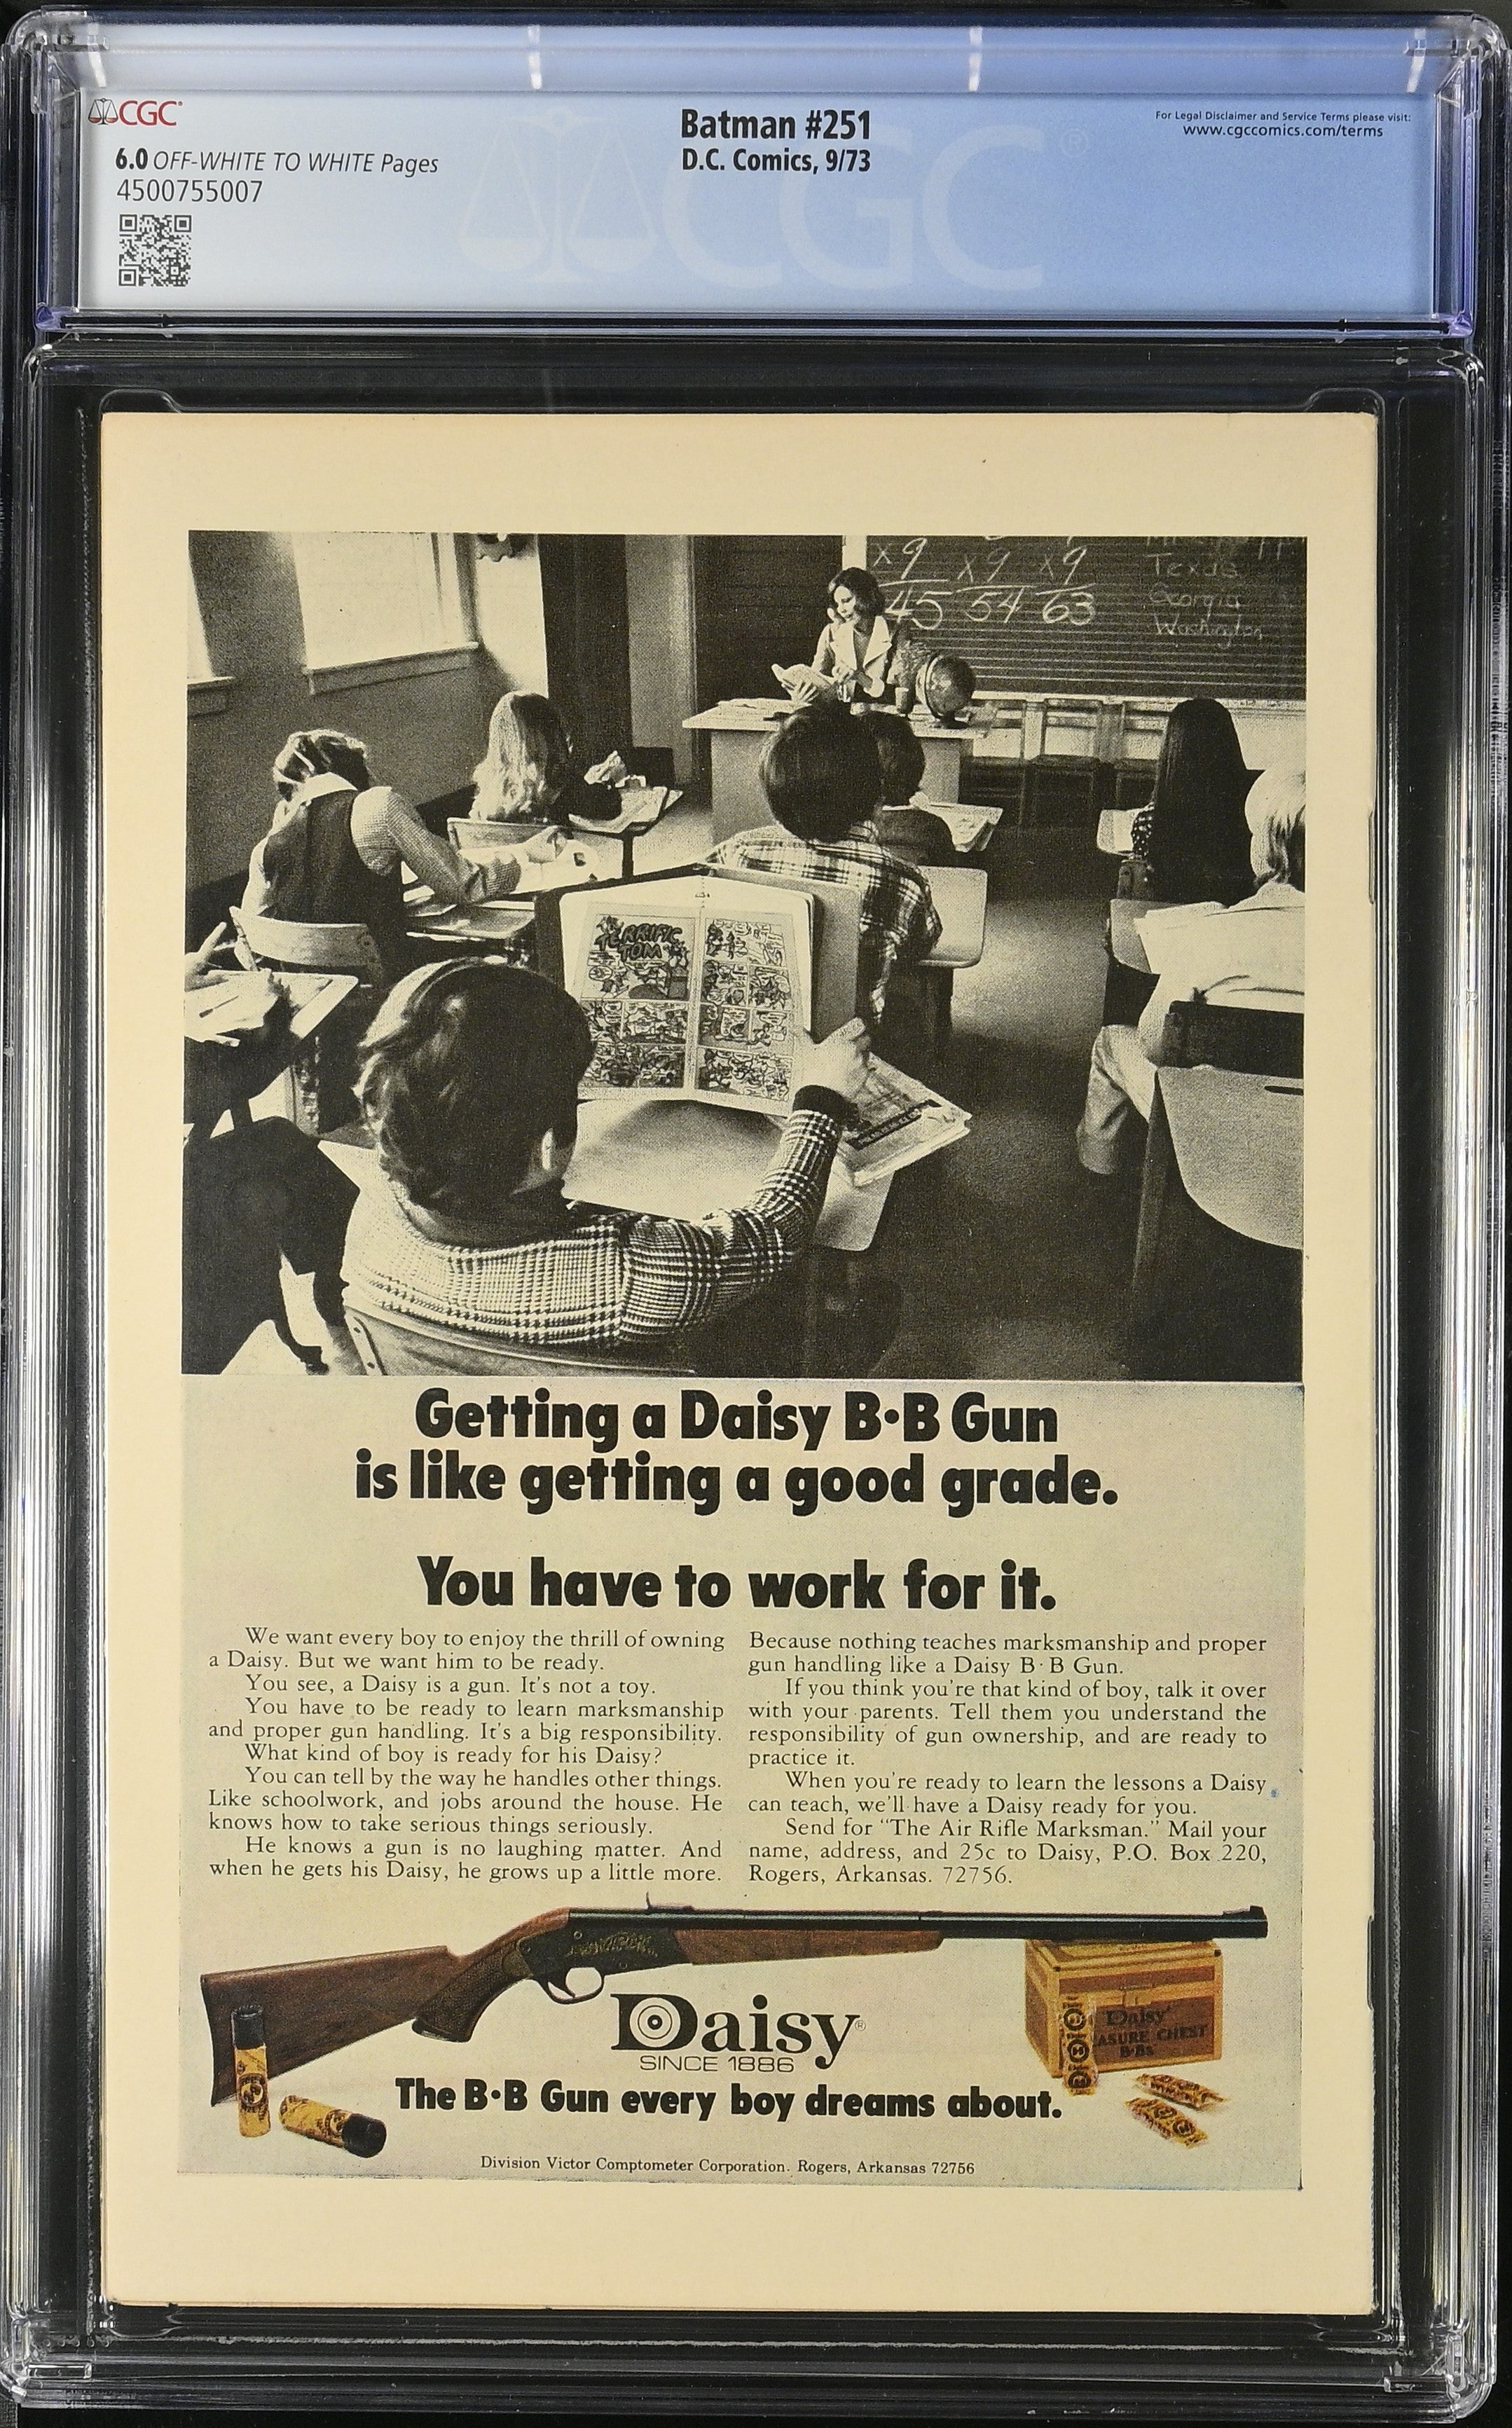 CGC
Batman #251
D.C. Comics, 9/73
For Legal Disclaimer and Service Terms please visit:
www.cgccomics.com/terms
6.0 OFF-WHITE TO WHITE Pages
4500755007
CGC
x9 x9 x9
45 54 63
Texas
Georgia
Washington
TERRIFIC
TOM
Getting a Daisy B·B Gun
is like getting a good grade.
You have to work for it.
We want every boy to enjoy the thrill of owning
a Daisy. But we want him to be ready.
You see, a Daisy is a gun. It's not a toy.
You have to be ready to learn marksmanship
and proper gun handling. It's a big responsibility.
What kind of boy is ready for his Daisy?
You can tell by the way he handles other things.
Like schoolwork, and jobs around the house. He
knows how to take serious things seriously.
He knows a gun is no laughing matter. And
when he gets his Daisy, he grows up a little more.
Because nothing teaches marksmanship and proper
gun handling like a Daisy B·B Gun.
If you think you're that kind of boy, talk it over
with your parents. Tell them you understand the
responsibility of gun ownership, and are ready to
practice it.
When you're ready to learn the lessons a Daisy
can teach, we'll have a Daisy ready for you.
Send for "The Air Rifle Marksman." Mail your
name, address, and 25c to Daisy, P.O. Box 220,
Rogers, Arkansas. 72756.
Daisy®
SINCE 1886
Daisy
ASURE CHEST
B·Bs
The B·B Gun every boy dreams about.
Division Victor Comptometer Corporation. Rogers, Arkansas 72756